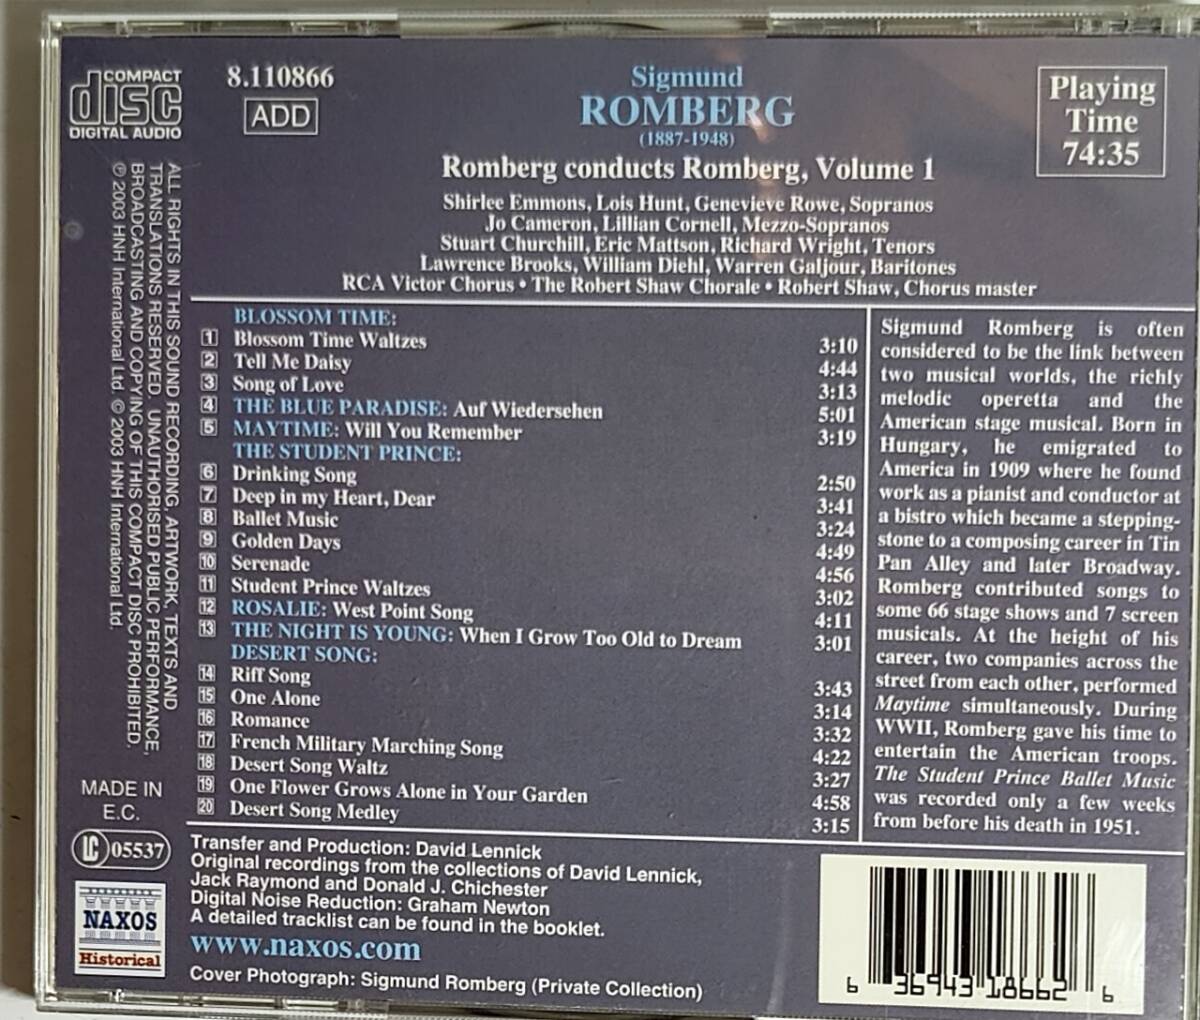 COMPACT
disc
DIGITAL AUDIO
8.110866
ADD
Sigmund
ROMBERG
(1887-1948)
Romberg conducts Romberg, Volume 1
Playing
Time
74:35
Shirlee Emmons, Lois Hunt, Genevieve Rowe, Sopranos
Jo Cameron, Lillian Cornell, Mezzo-Sopranos
Stuart Churchill, Eric Mattson, Richard Wright, Tenors
Lawrence Brooks, William Diehl, Warren Galjour, Baritones
RCA Victor Chorus • The Robert Shaw Chorale • Robert Shaw, Chorus master
BLOSSOM TIME:
1 Blossom Time Waltzes 3:10
2 Tell Me Daisy 4:44
3 Song of Love 3:13
4 THE BLUE PARADISE: Auf Wiedersehen 5:01
5 MAYTIME: Will You Remember 3:19
THE STUDENT PRINCE:
6 Drinking Song 2:50
7 Deep in my Heart, Dear 3:41
8 Ballet Music 3:24
9 Golden Days 4:49
10 Serenade 4:56
11 Student Prince Waltzes 3:02
12 ROSALIE: West Point Song 4:11
13 THE NIGHT IS YOUNG: When I Grow Too Old to Dream 3:01
DESERT SONG:
14 Riff Song 3:43
15 One Alone 3:14
16 Romance 3:32
17 French Military Marching Song 4:22
18 Desert Song Waltz 3:27
19 One Flower Grows Alone in Your Garden 4:58
20 Desert Song Medley 3:15
Sigmund Romberg is often
considered to be the link between
two musical worlds, the richly
melodic operetta and the
American stage musical. Born in
Hungary, he emigrated to
America in 1909 where he found
work as a pianist and conductor at
a bistro which became a stepping-
stone to a composing career in Tin
Pan Alley and later Broadway.
Romberg contributed songs to
some 66 stage shows and 7 screen
musicals. At the height of his
career, two companies across the
street from each other, performed
Maytime simultaneously. During
WWII, Romberg gave his time to
entertain the American troops.
The Student Prince Ballet Music
was recorded only a few weeks
from before his death in 1951.
ALL RIGHTS IN THIS SOUND RECORDING, ARTWORK, TEXTS AND
TRANSLATIONS RESERVED. UNAUTHORISED PUBLIC PERFORMANCE,
BROADCASTING AND COPYING OF THIS COMPACT DISC PROHIBITED.
℗ 2003 HNH International Ltd. © 2003 HNH International Ltd.
MADE IN
E.C.
LC 05537
NAXOS
Historical
Transfer and Production: David Lennick
Original recordings from the collections of David Lennick,
Jack Raymond and Donald J. Chichester
Digital Noise Reduction: Graham Newton
A detailed tracklist can be found in the booklet.
www.naxos.com
Cover Photograph: Sigmund Romberg (Private Collection)
6 36943 18662 6